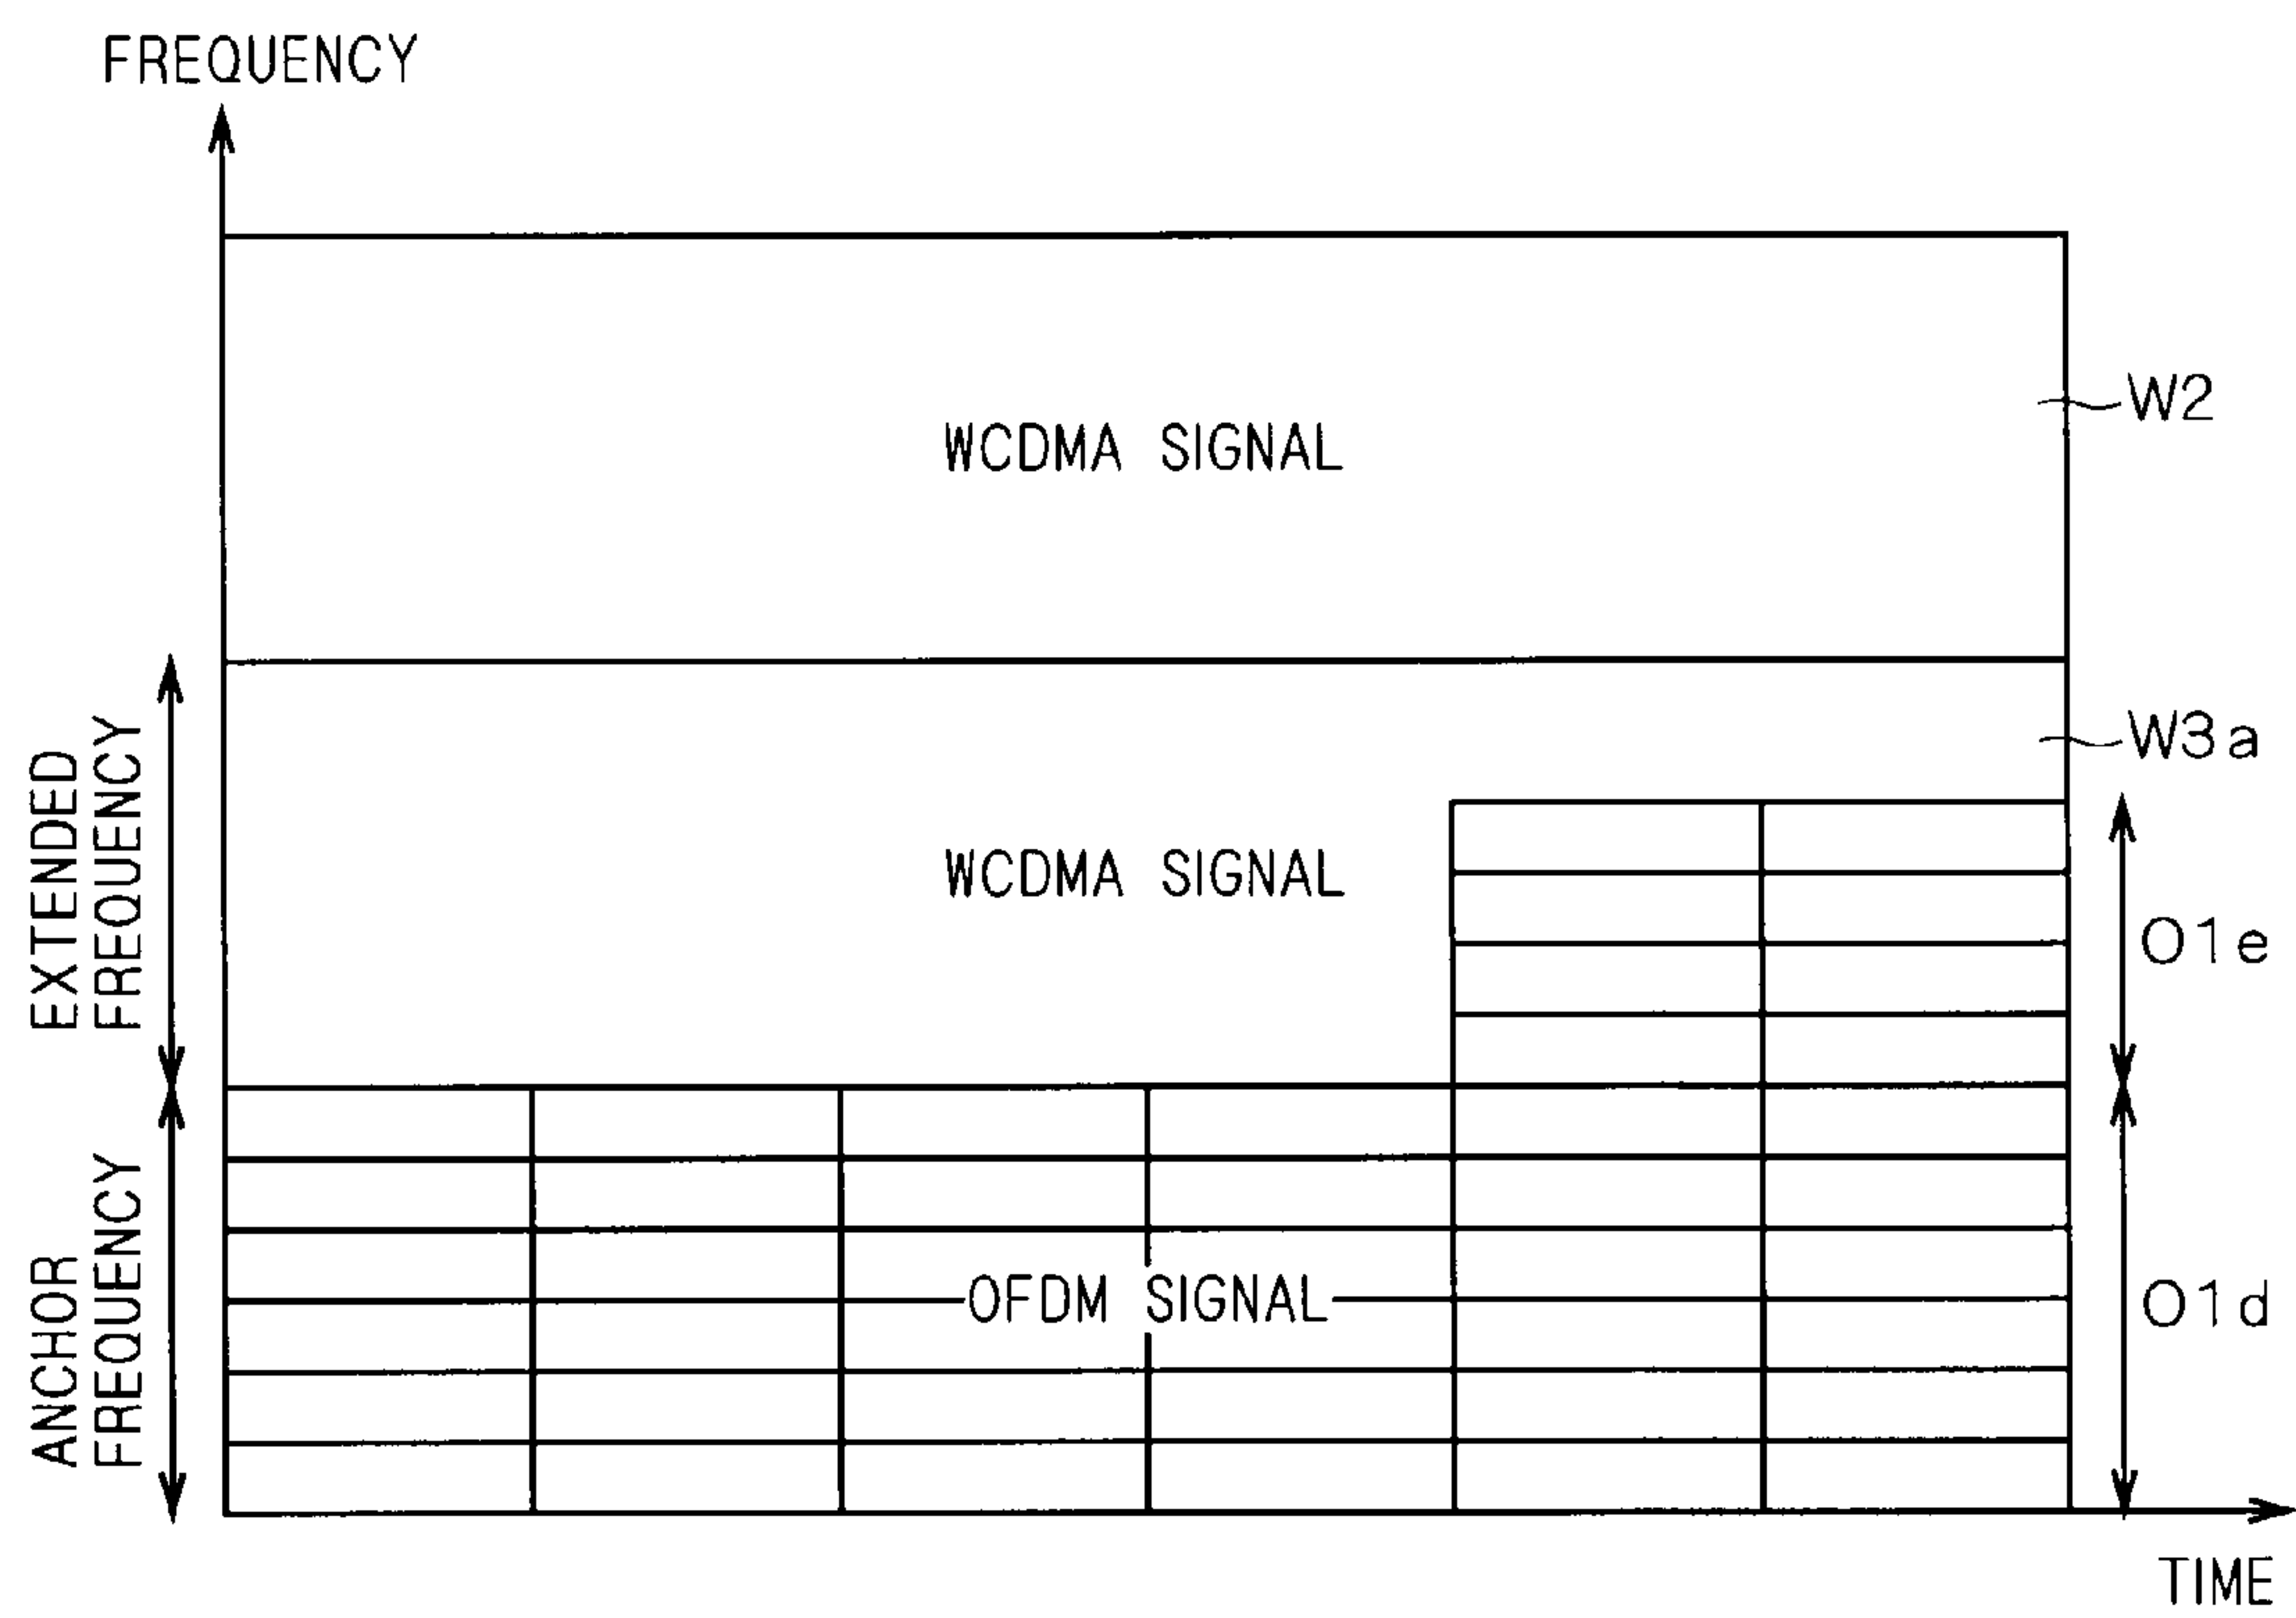 FREQUENCY
WCDMA SIGNAL
W2
EXTENDED
FREQUENCY
WCDMA SIGNAL
W3a
O1e
ANCHOR
FREQUENCY
OFDM SIGNAL
O1d
TIME